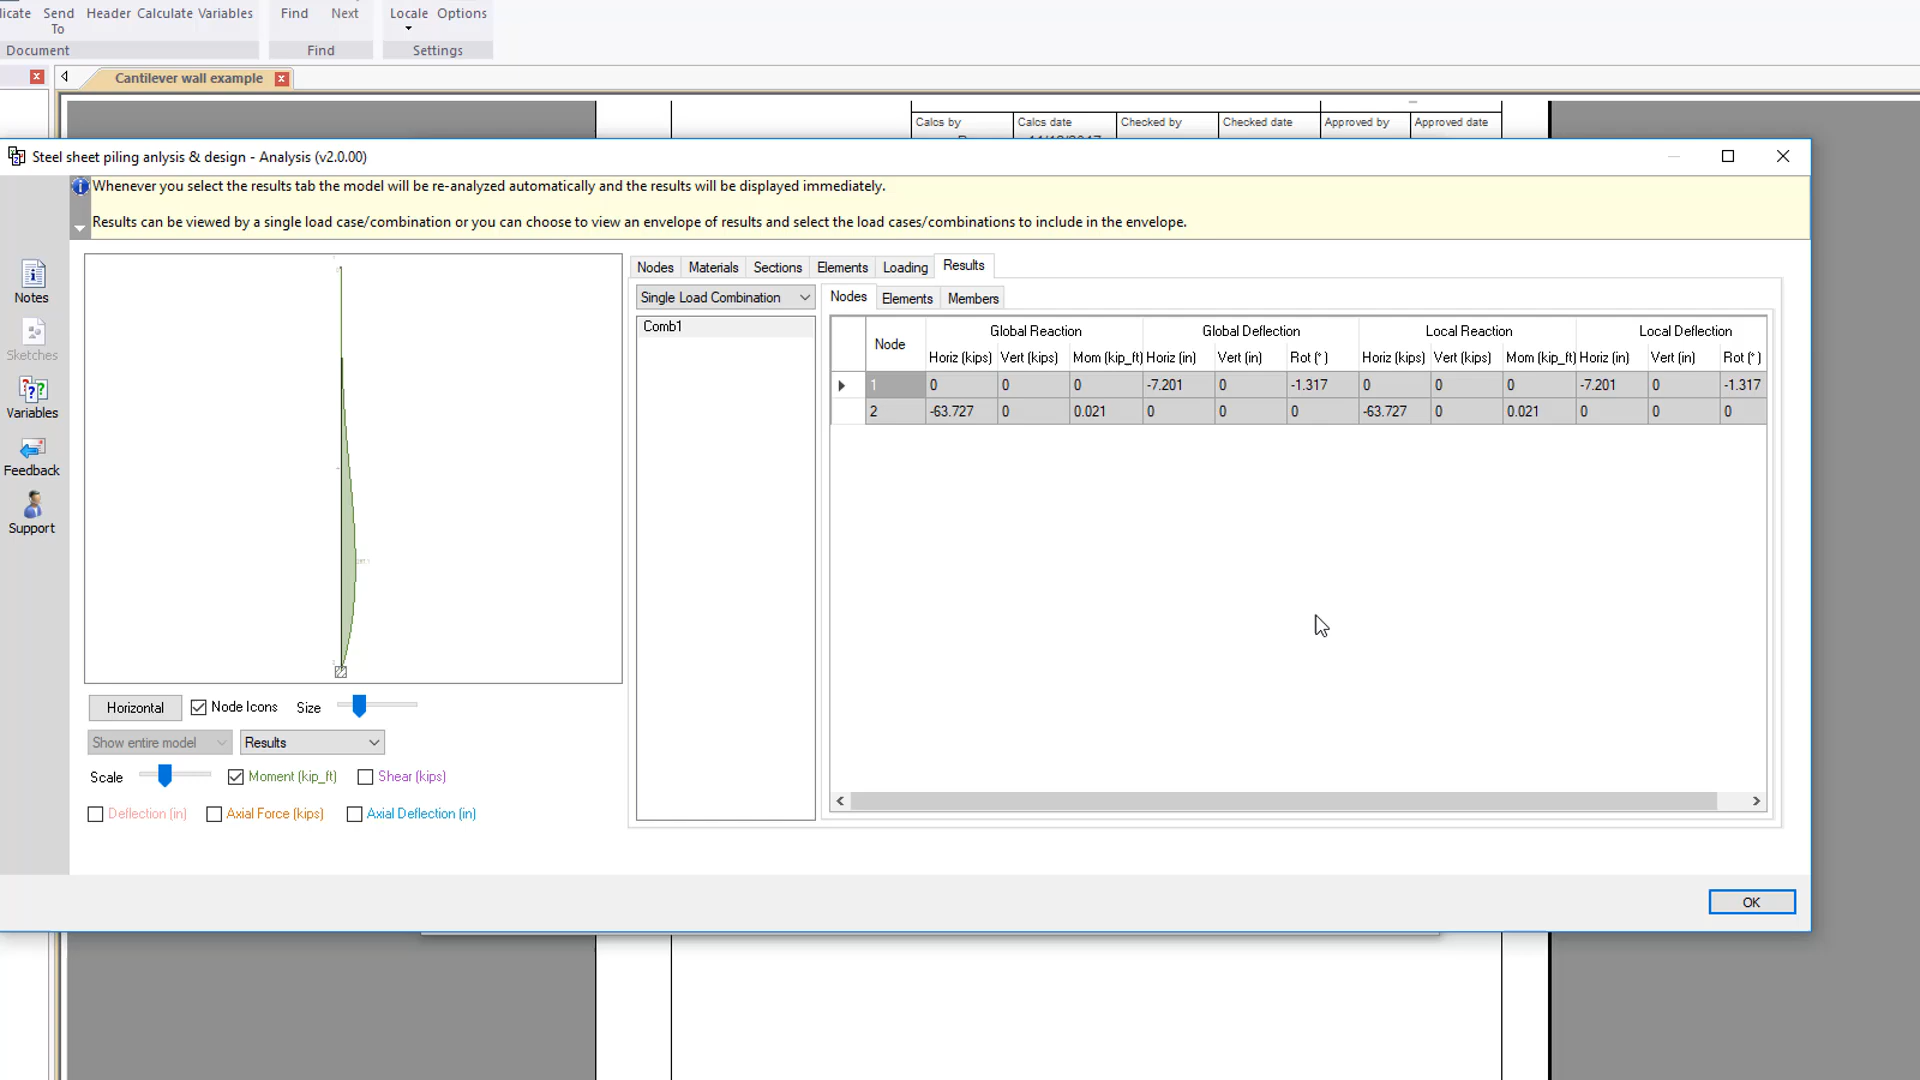 icate Send To Header Calculate Variables Find Next Locale Options
Document Find Settings
Cantilever wall example
Calcs by Calcs date Checked by Checked date Approved by Approved date
Steel sheet piling anlysis & design - Analysis (v2.0.00)
Whenever you select the results tab the model will be re-analyzed automatically and the results will be displayed immediately.
Results can be viewed by a single load case/combination or you can choose to view an envelope of results and select the load cases/combinations to include in the envelope.
Notes
Sketches
Variables
Feedback
Support
Horizontal Node Icons Size
Show entire model Results
Scale Moment (kip_ft) Shear (kips)
Deflection (in) Axial Force (kips) Axial Deflection (in)
Nodes Materials Sections Elements Loading Results
Single Load Combination
Comb1
Nodes Elements Members
Node Global Reaction Global Deflection Local Reaction Local Deflection
Horiz (kips) Vert (kips) Mom (kip_ft) Horiz (in) Vert (in) Rot (°) Horiz (kips) Vert (kips) Mom (kip_ft) Horiz (in) Vert (in) Rot (°)
1 0 0 0 -7.201 0 -1.317 0 0 0 -7.201 0 -1.317
2 -63.727 0 0.021 0 0 0 -63.727 0 0.021 0 0 0
OK